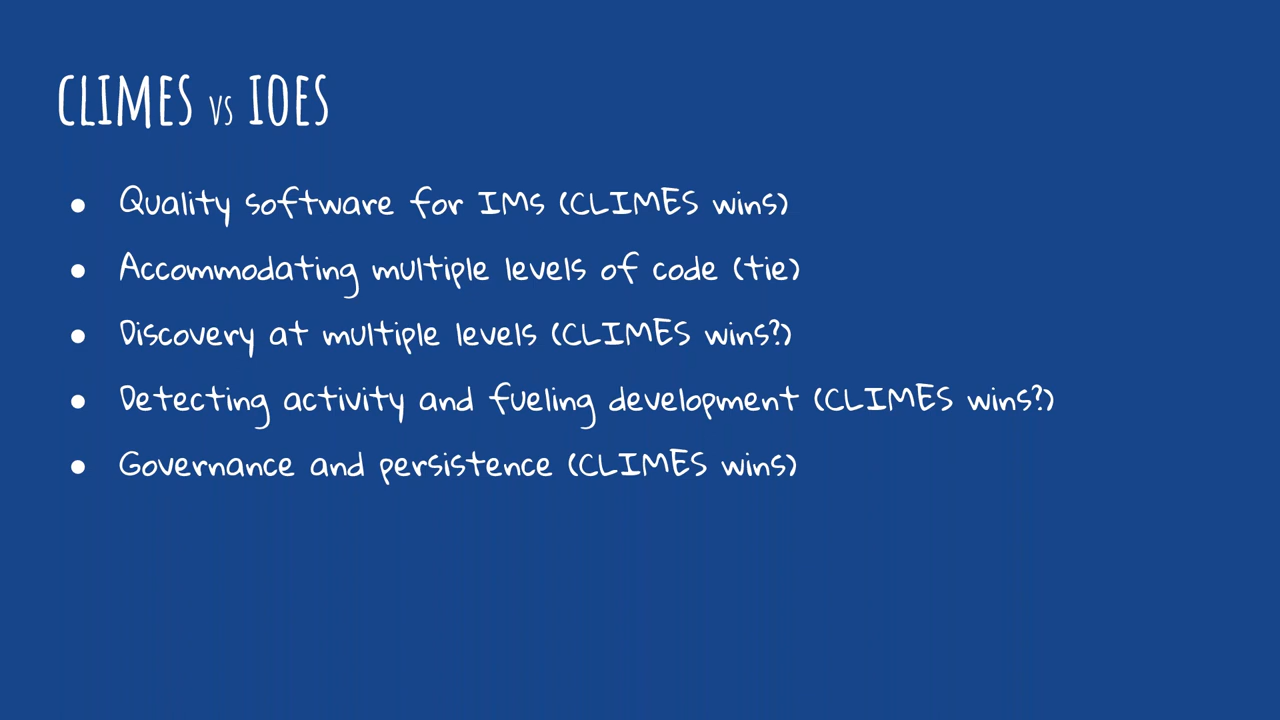 CLIMES vs IOES
● Quality software for IMs (CLIMES wins)
● Accommodating multiple levels of code (tie)
● Discovery at multiple levels (CLIMES wins?)
● Detecting activity and fueling development (CLIMES wins?)
● Governance and persistence (CLIMES wins)